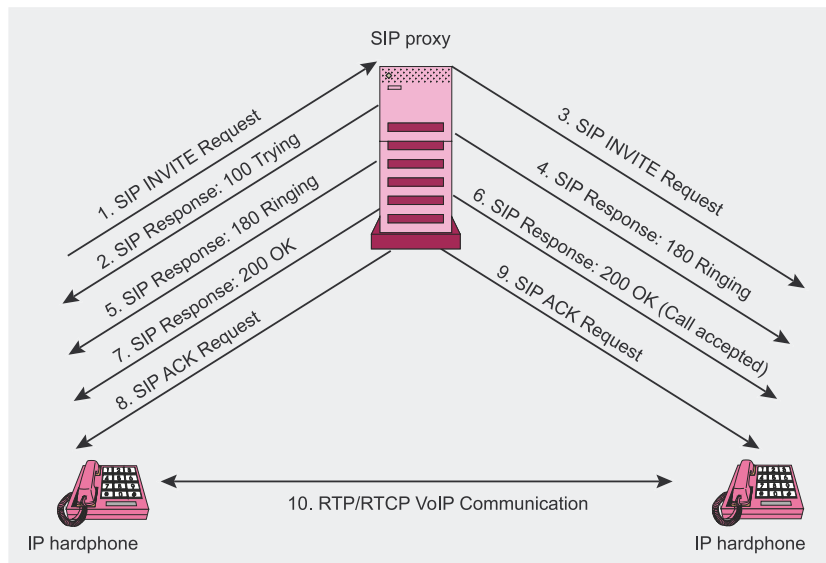 SIP proxy
1. SIP INVITE Request
2. SIP Response: 100 Trying
5. SIP Response: 180 Ringing
7. SIP Response: 200 OK
8. SIP ACK Request
3. SIP INVITE Request
4. SIP Response: 180 Ringing
6. SIP Response: 200 OK (Call accepted)
9. SIP ACK Request
10. RTP/RTCP VoIP Communication
IP hardphone
IP hardphone